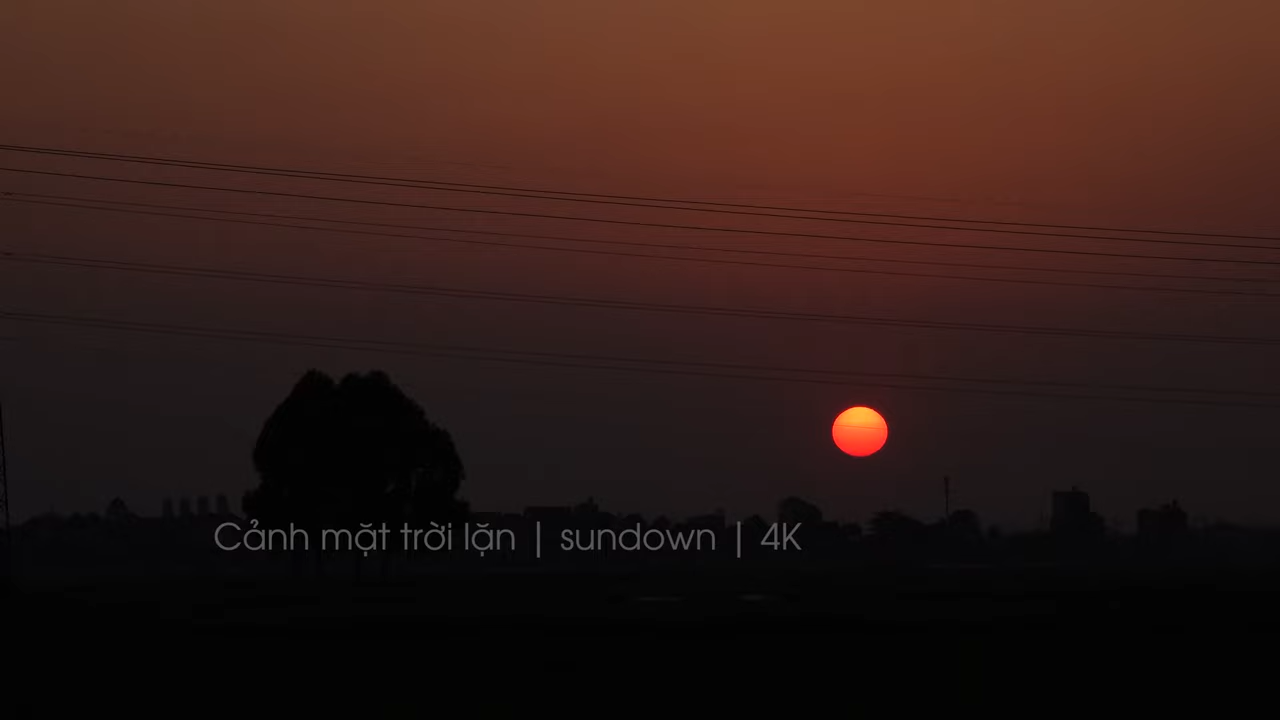 Cảnh mặt trời lặn | sundown | 4K